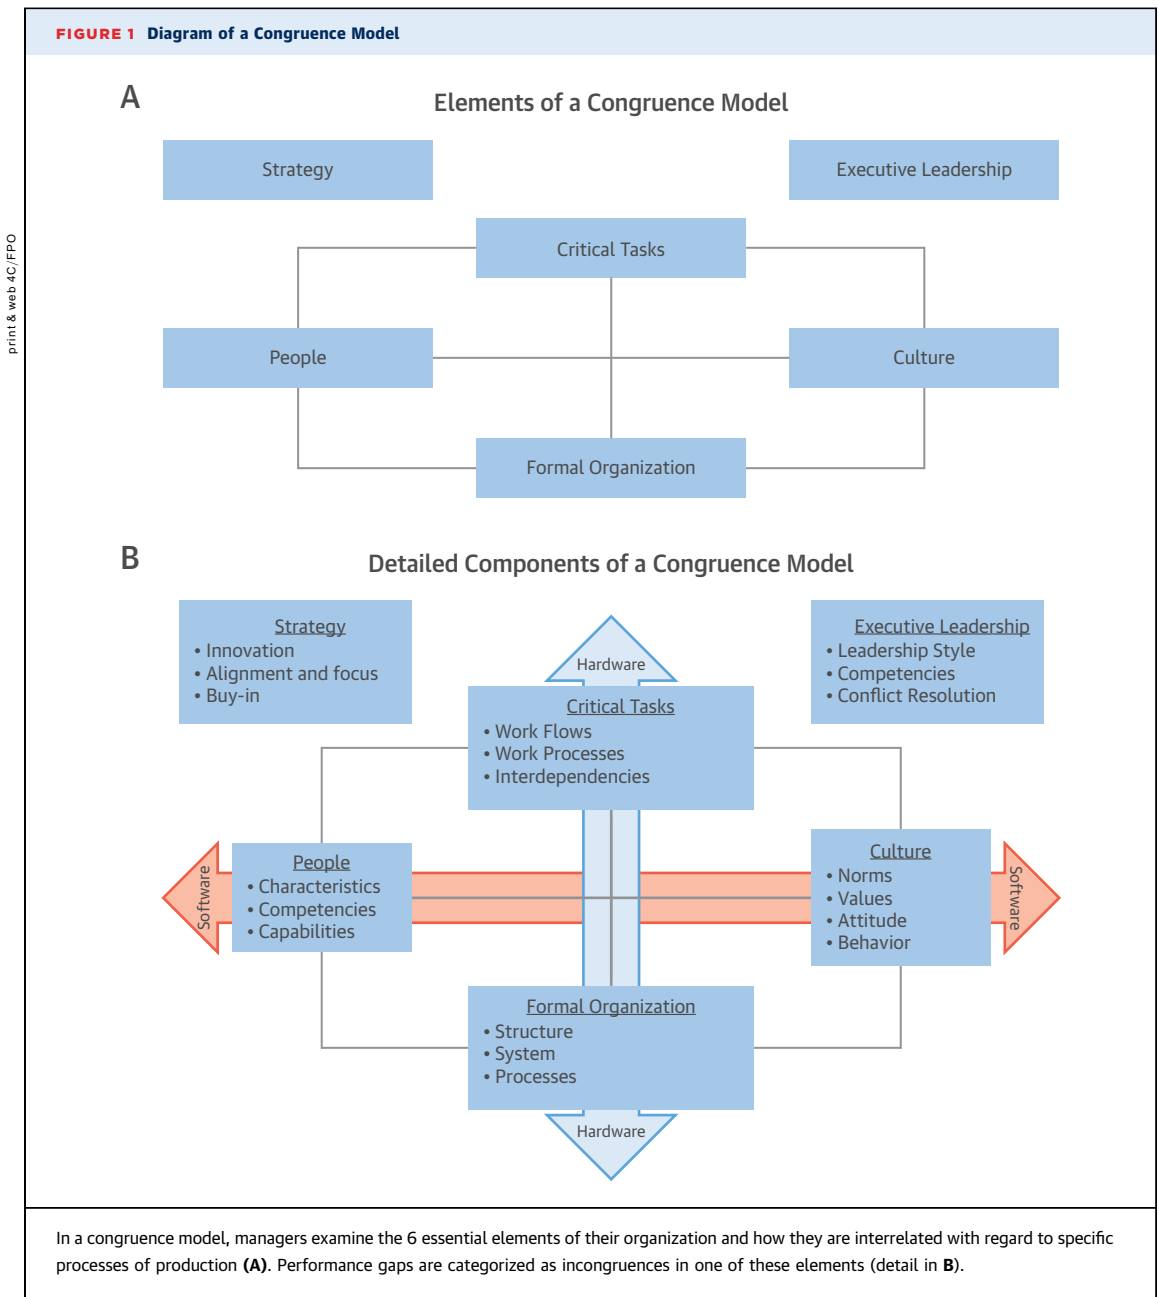 FIGURE 1 Diagram of a Congruence Model
print & web 4C/FPO
A
Elements of a Congruence Model
Strategy
Executive Leadership
Critical Tasks
People
Culture
Formal Organization
B
Detailed Components of a Congruence Model
Strategy
• Innovation
• Alignment and focus
• Buy-in
Hardware
Executive Leadership
• Leadership Style
• Competencies
• Conflict Resolution
Critical Tasks
• Work Flows
• Work Processes
• Interdependencies
Software
People
• Characteristics
• Competencies
• Capabilities
Culture
• Norms
• Values
• Attitude
• Behavior
Software
Formal Organization
• Structure
• System
• Processes
Hardware
In a congruence model, managers examine the 6 essential elements of their organization and how they are interrelated with regard to specific
processes of production (A). Performance gaps are categorized as incongruences in one of these elements (detail in B).